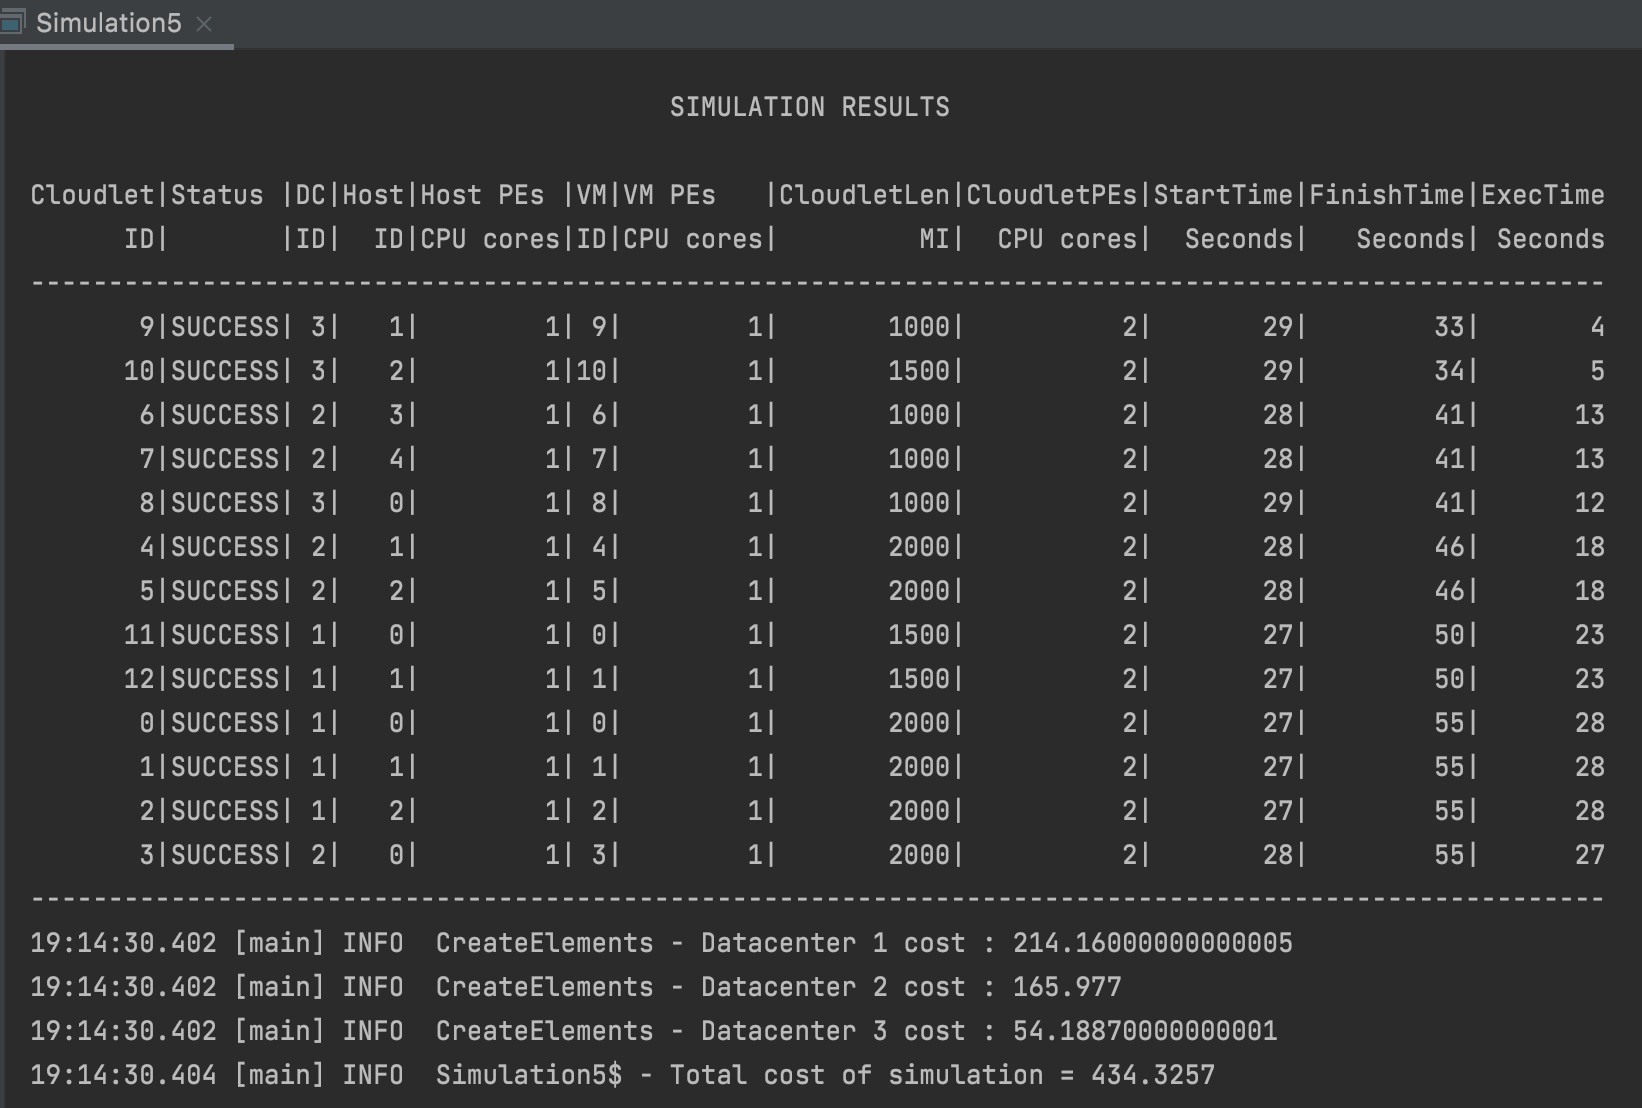 Simulation5 ×
SIMULATION RESULTS
Cloudlet|Status |DC|Host|Host PEs |VM|VM PEs   |CloudletLen|CloudletPEs|StartTime|FinishTime|ExecTime
      ID|       |ID|  ID|CPU cores|ID|CPU cores|         MI|  CPU cores|  Seconds|   Seconds| Seconds
-----------------------------------------------------------------------------------------------------
       9|SUCCESS| 3|   1|        1| 9|        1|       1000|          2|       29|        33|       4
      10|SUCCESS| 3|   2|        1|10|        1|       1500|          2|       29|        34|       5
       6|SUCCESS| 2|   3|        1| 6|        1|       1000|          2|       28|        41|      13
       7|SUCCESS| 2|   4|        1| 7|        1|       1000|          2|       28|        41|      13
       8|SUCCESS| 3|   0|        1| 8|        1|       1000|          2|       29|        41|      12
       4|SUCCESS| 2|   1|        1| 4|        1|       2000|          2|       28|        46|      18
       5|SUCCESS| 2|   2|        1| 5|        1|       2000|          2|       28|        46|      18
      11|SUCCESS| 1|   0|        1| 0|        1|       1500|          2|       27|        50|      23
      12|SUCCESS| 1|   1|        1| 1|        1|       1500|          2|       27|        50|      23
       0|SUCCESS| 1|   0|        1| 0|        1|       2000|          2|       27|        55|      28
       1|SUCCESS| 1|   1|        1| 1|        1|       2000|          2|       27|        55|      28
       2|SUCCESS| 1|   2|        1| 2|        1|       2000|          2|       27|        55|      28
       3|SUCCESS| 2|   0|        1| 3|        1|       2000|          2|       28|        55|      27
-----------------------------------------------------------------------------------------------------
19:14:30.402 [main] INFO  CreateElements - Datacenter 1 cost : 214.16000000000005
19:14:30.402 [main] INFO  CreateElements - Datacenter 2 cost : 165.977
19:14:30.402 [main] INFO  CreateElements - Datacenter 3 cost : 54.18870000000001
19:14:30.404 [main] INFO  Simulation5$ - Total cost of simulation = 434.3257